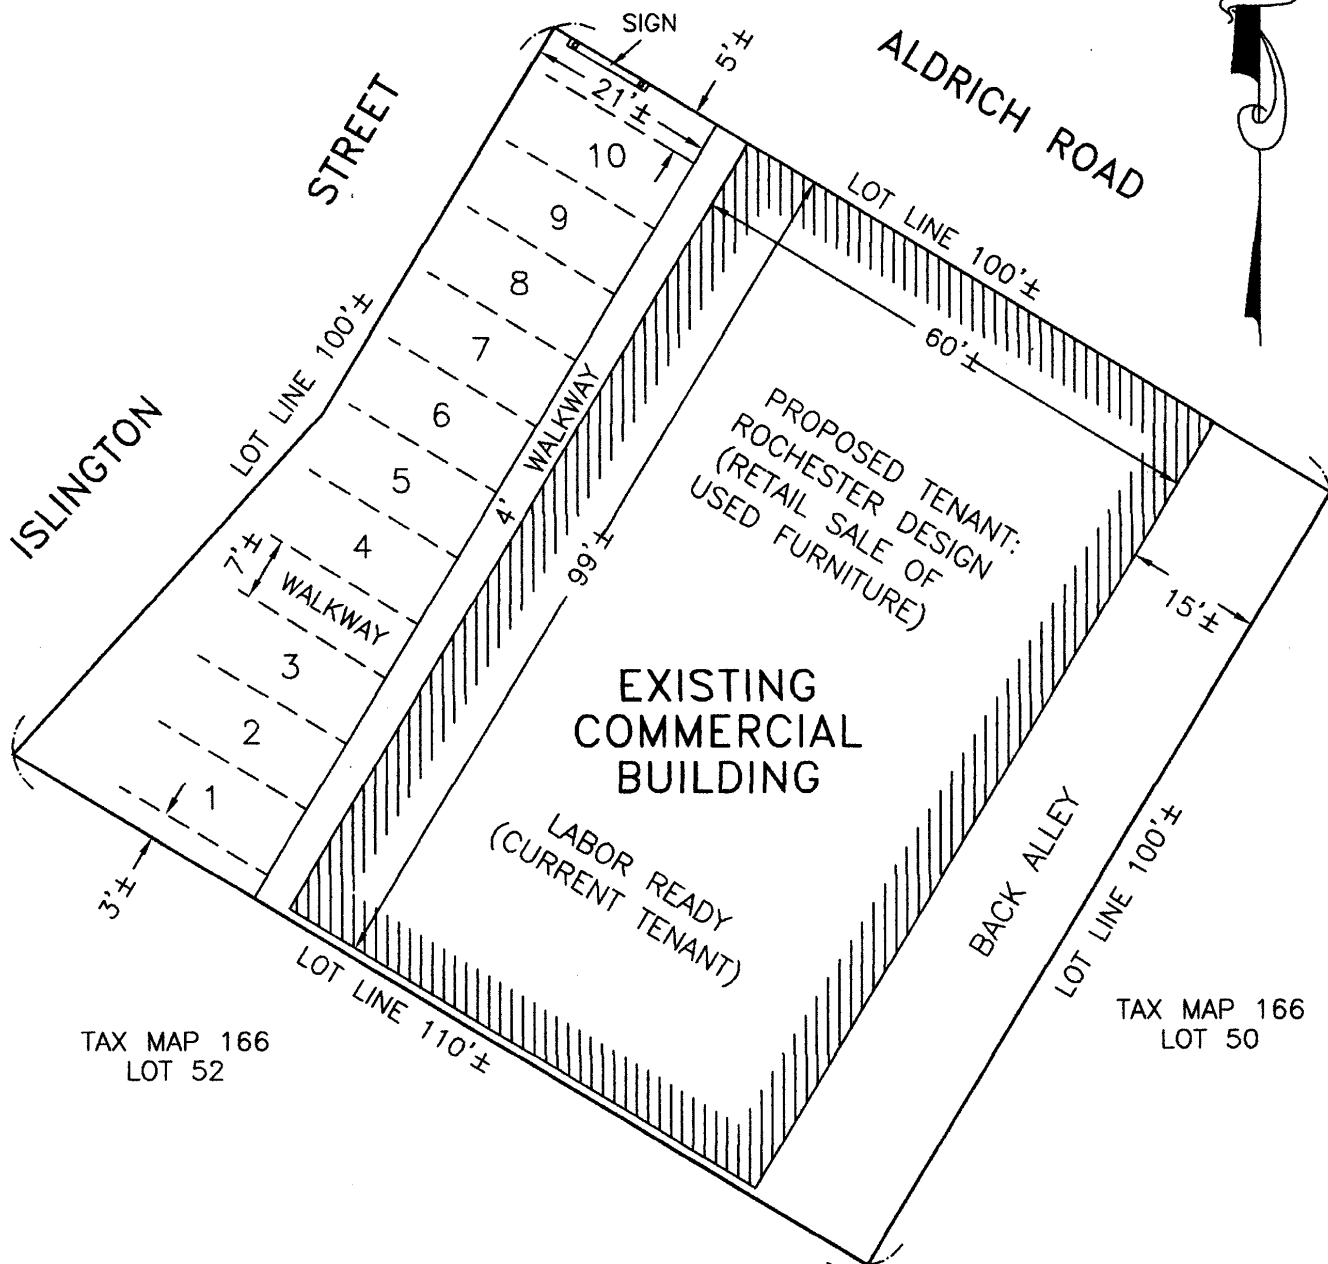 SIGN
5'±
ALDRICH ROAD
STREET
21'±
10
9
8
7
6
5
4
WALKWAY
3
2
1
7'±
3'±
LOT LINE 100'±
ISLINGTON
4' WALKWAY
LOT LINE 100'±
60'±
99'±
PROPOSED TENANT:
ROCHESTER DESIGN
(RETAIL SALE OF
USED FURNITURE)
15'±
EXISTING
COMMERCIAL
BUILDING
LABOR READY
(CURRENT TENANT)
BACK ALLEY
LOT LINE 100'±
LOT LINE 110'±
TAX MAP 166
LOT 52
TAX MAP 166
LOT 50